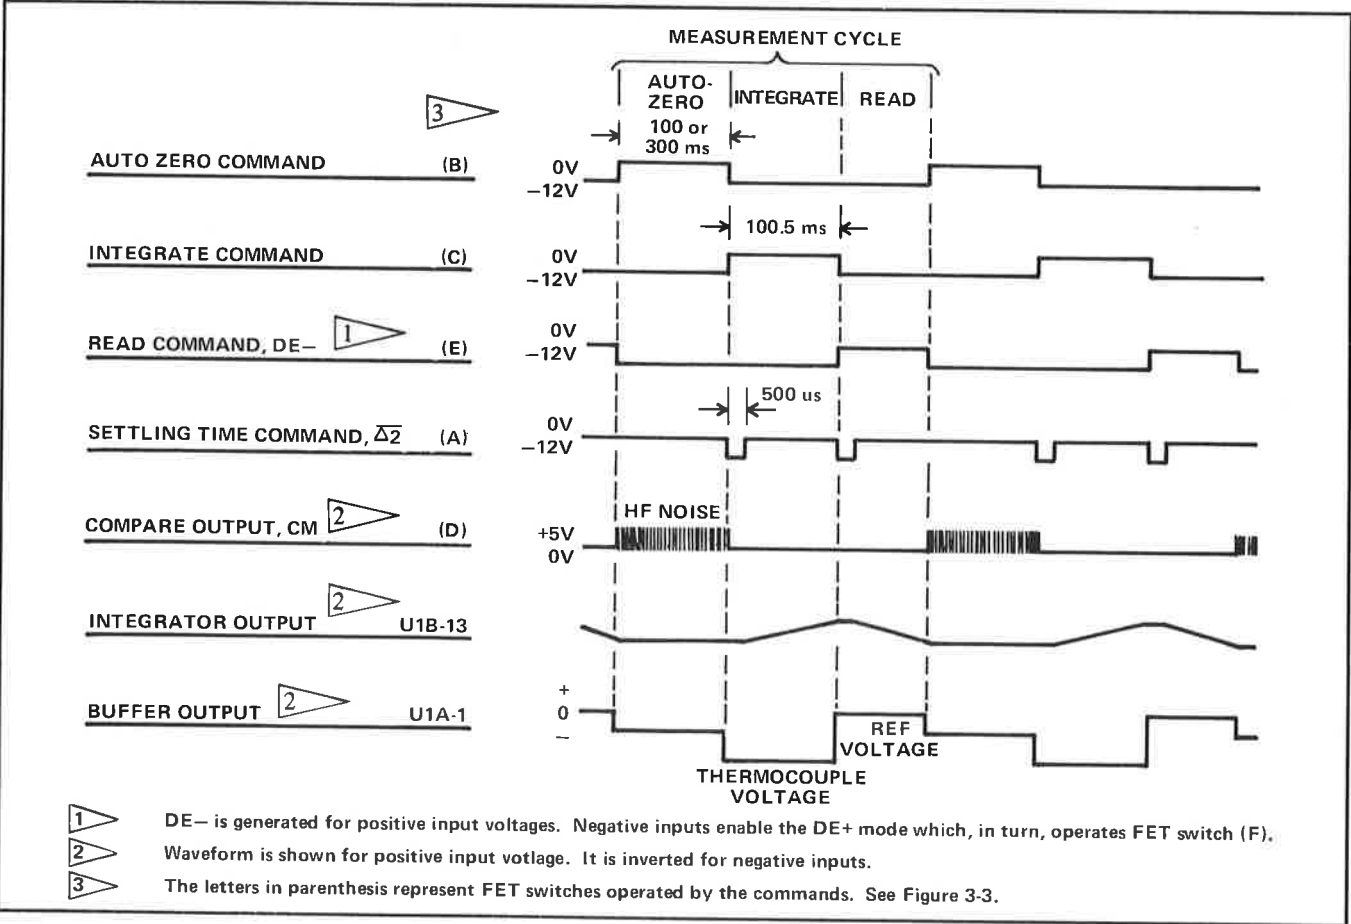 MEASUREMENT CYCLE
AUTO-
ZERO
INTEGRATE
READ
3
100 or
300 ms
AUTO ZERO COMMAND (B)
0V
−12V
100.5 ms
INTEGRATE COMMAND (C)
0V
−12V
READ COMMAND, DE− 1 (E)
0V
−12V
500 us
SETTLING TIME COMMAND, Δ̅2̅ (A)
0V
−12V
HF NOISE
COMPARE OUTPUT, CM 2 (D)
+5V
0V
INTEGRATOR OUTPUT 2 U1B-13
BUFFER OUTPUT 2 U1A-1
+
0
−
REF
VOLTAGE
THERMOCOUPLE
VOLTAGE
1 DE− is generated for positive input voltages. Negative inputs enable the DE+ mode which, in turn, operates FET switch (F).
2 Waveform is shown for positive input votlage. It is inverted for negative inputs.
3 The letters in parenthesis represent FET switches operated by the commands. See Figure 3-3.